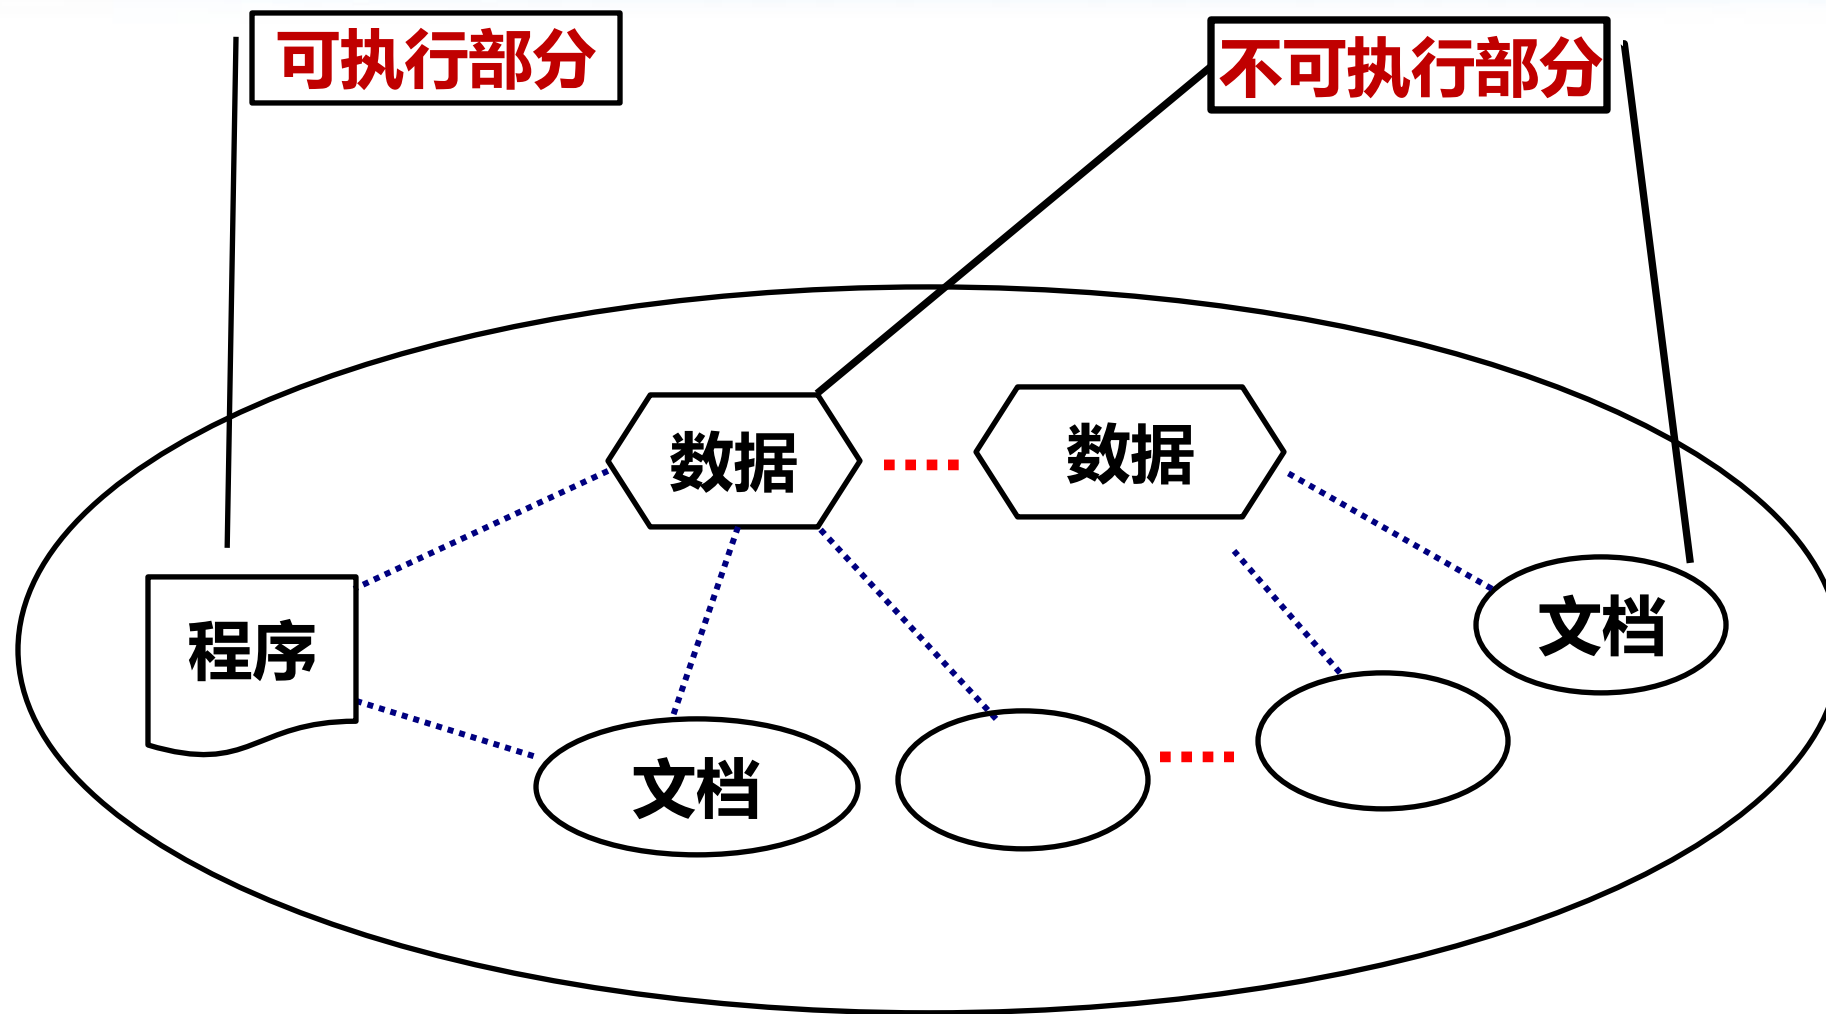 可执行部分
不可执行部分
数据
数据
程序
文档
文档